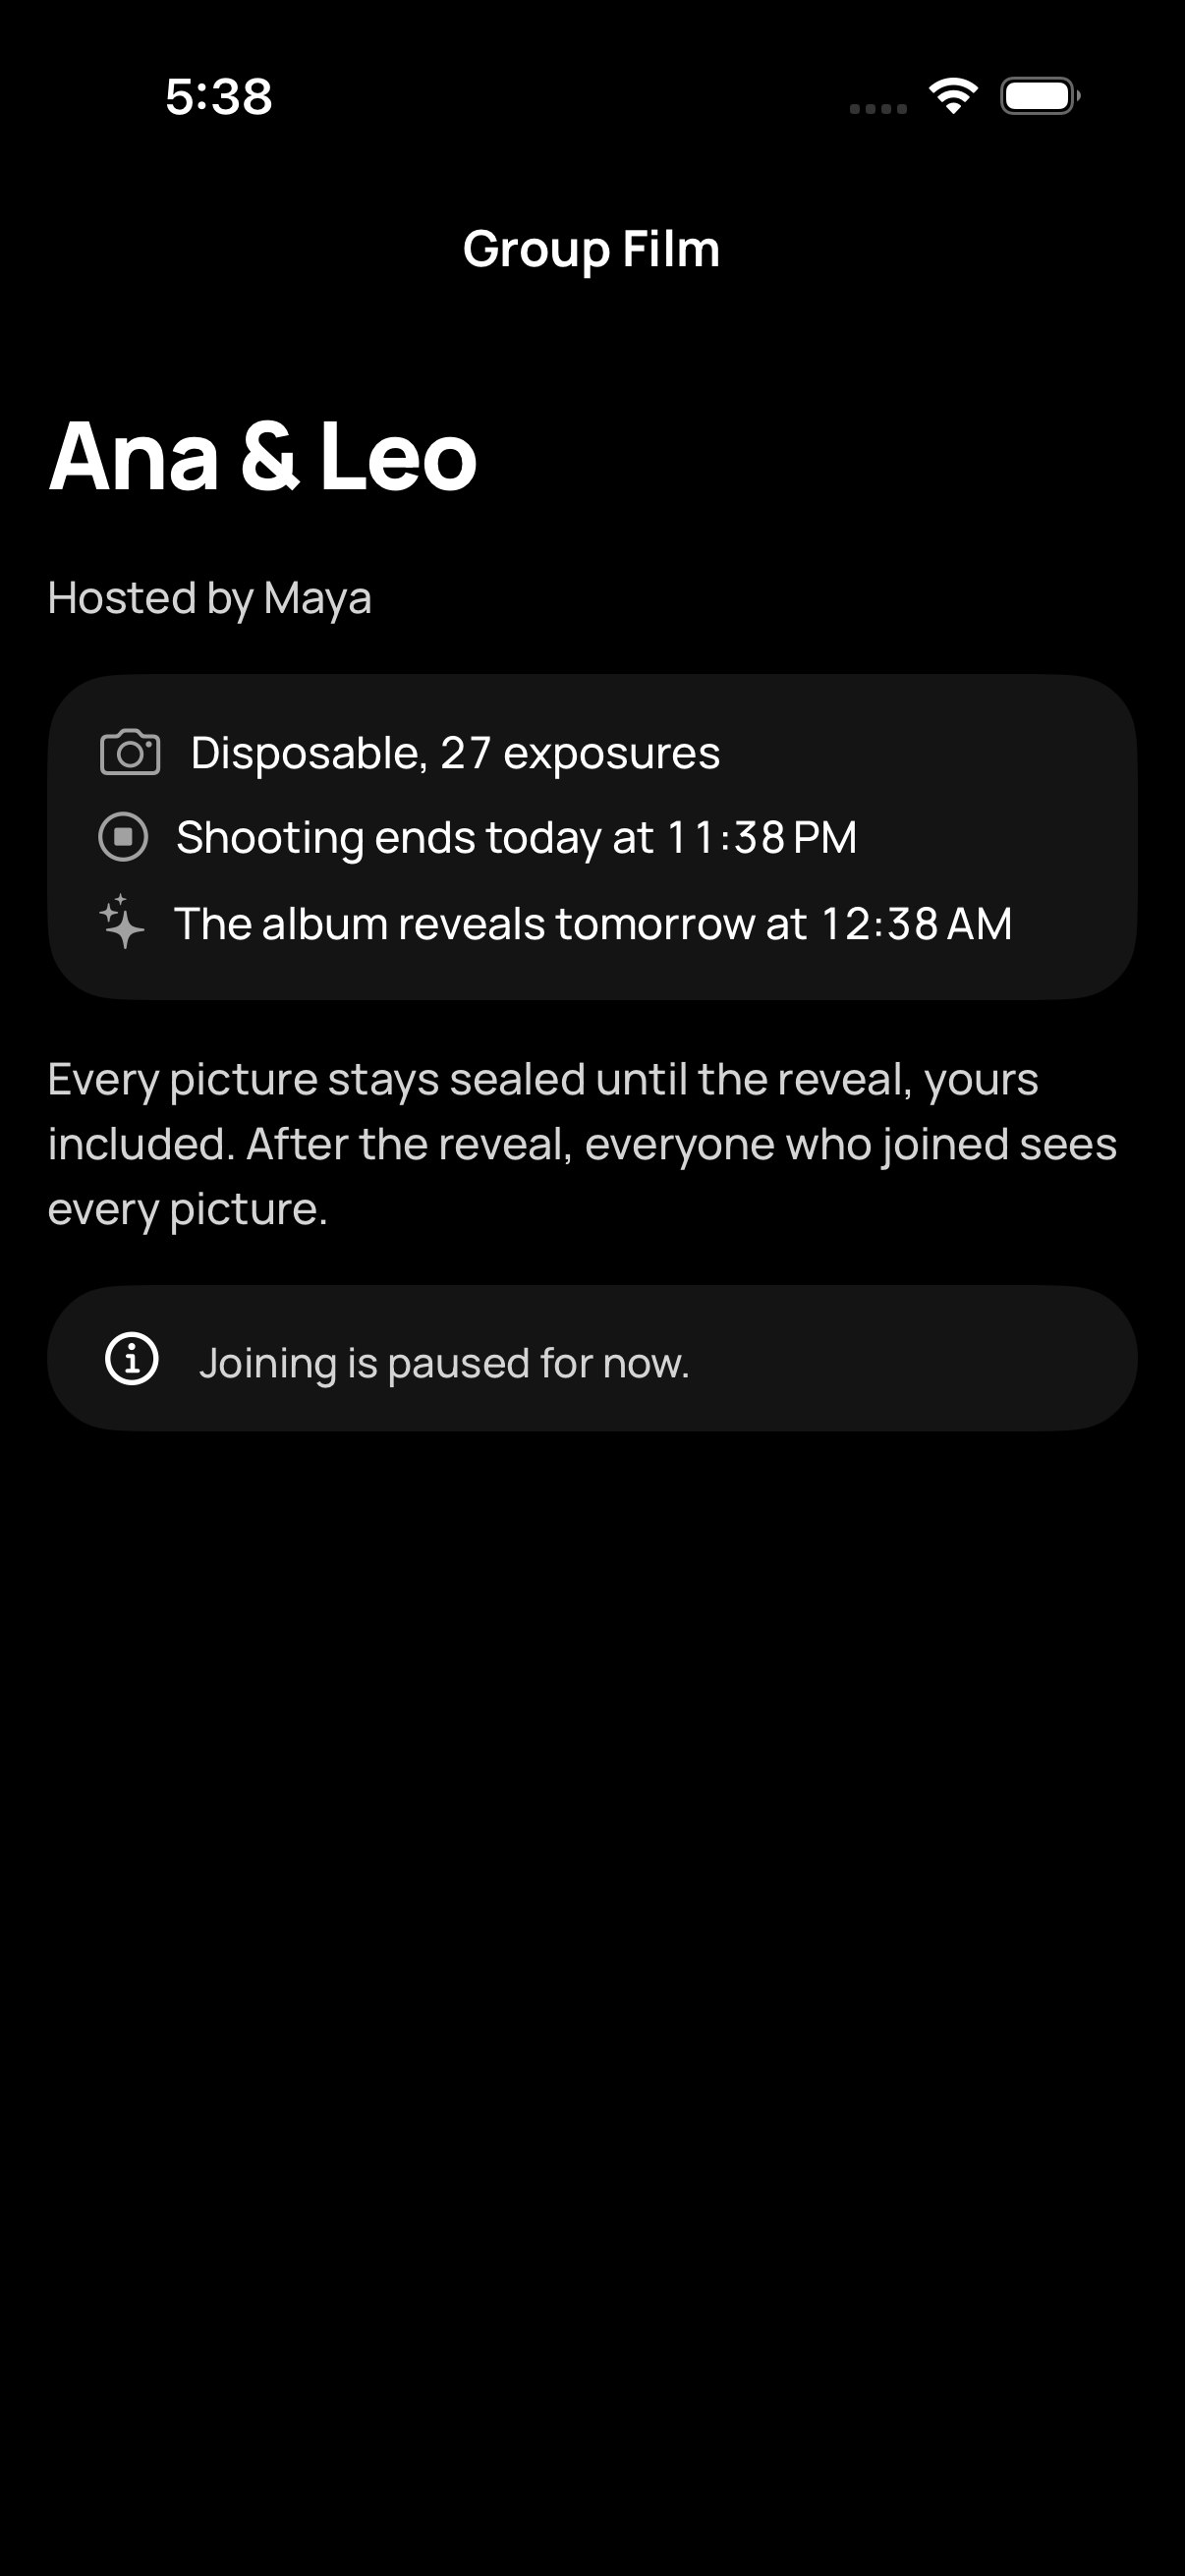 5:38
Group Film
Ana & Leo
Hosted by Maya
Disposable, 27 exposures
Shooting ends today at 11:38 PM
The album reveals tomorrow at 12:38 AM
Every picture stays sealed until the reveal, yours
included. After the reveal, everyone who joined sees
every picture.
Joining is paused for now.